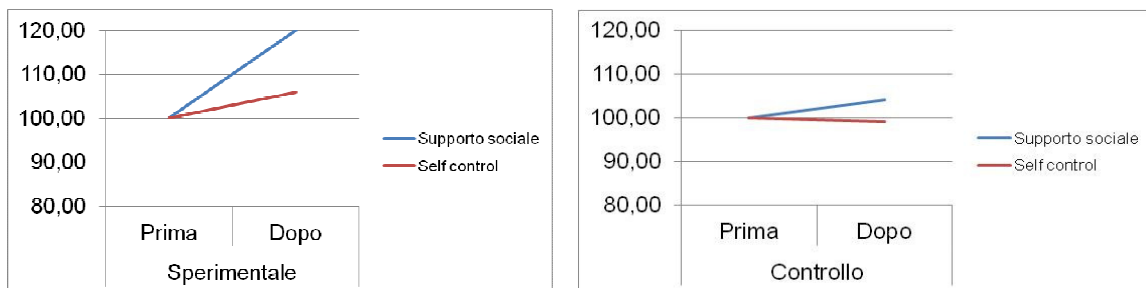 120,00
110,00
100,00
90,00
80,00
Prima Dopo
Sperimentale
Supporto sociale
Self control
120,00
110,00
100,00
90,00
80,00
Prima Dopo
Controllo
Supporto sociale
Self control